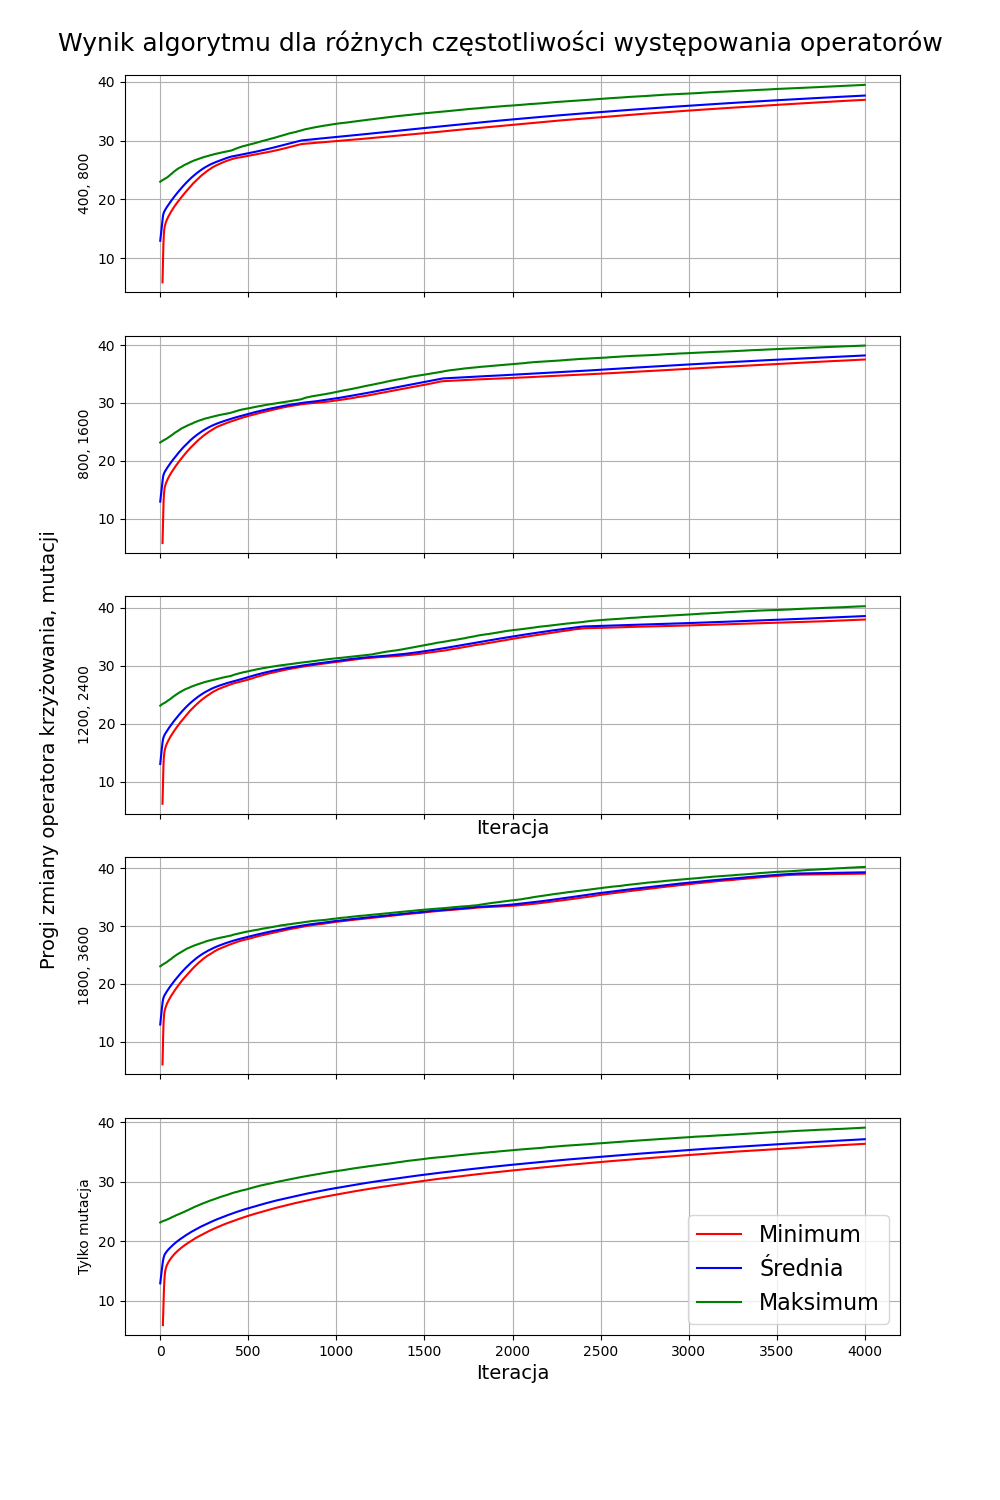 Wynik algorytmu dla różnych częstotliwości występowania operatorów
Progi zmiany operatora krzyżowania, mutacji
400, 800
40
30
20
10
800, 1600
40
30
20
10
1200, 2400
40
30
20
10
Iteracja
1800, 3600
40
30
20
10
Tylko mutacja
40
30
20
10
Minimum
Średnia
Maksimum
0 500 1000 1500 2000 2500 3000 3500 4000
Iteracja